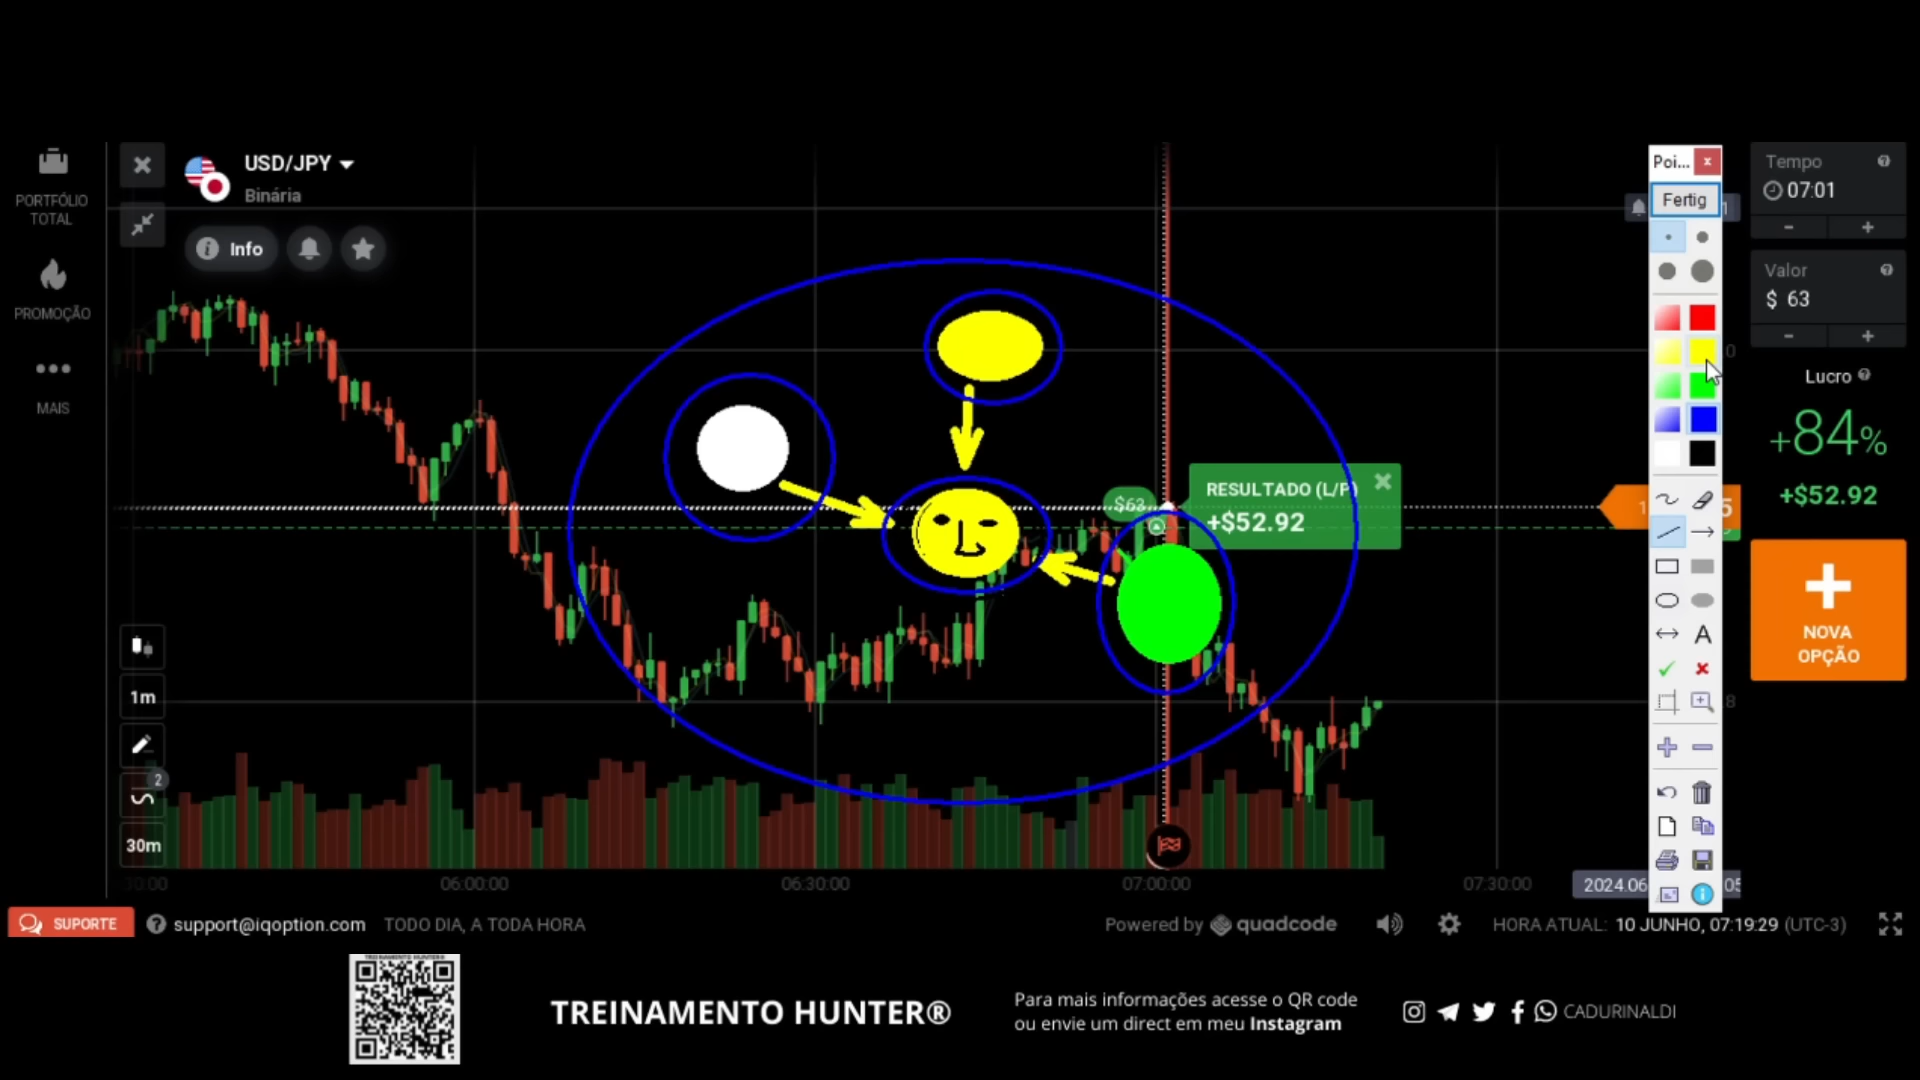 USD/JPY
Binária
Info
PORTFÓLIO
TOTAL
PROMOÇÃO
MAIS
1m
2
30m
Poi...
Fertig
A
Tempo
07:01
Valor
$ 63
Lucro
+84%
+$52.92
NOVA
OPÇÃO
$63
RESULTADO (L/P)
+$52.92
06:00:00
06:30:00
07:00:00
07:30:00
2024.06
SUPORTE
support@iqoption.com
TODO DIA, A TODA HORA
Powered by quadcode
HORA ATUAL: 10 JUNHO, 07:19:29 (UTC-3)
TREINAMENTO HUNTER®
Para mais informações acesse o QR code
ou envie um direct em meu Instagram
CADURINALDI